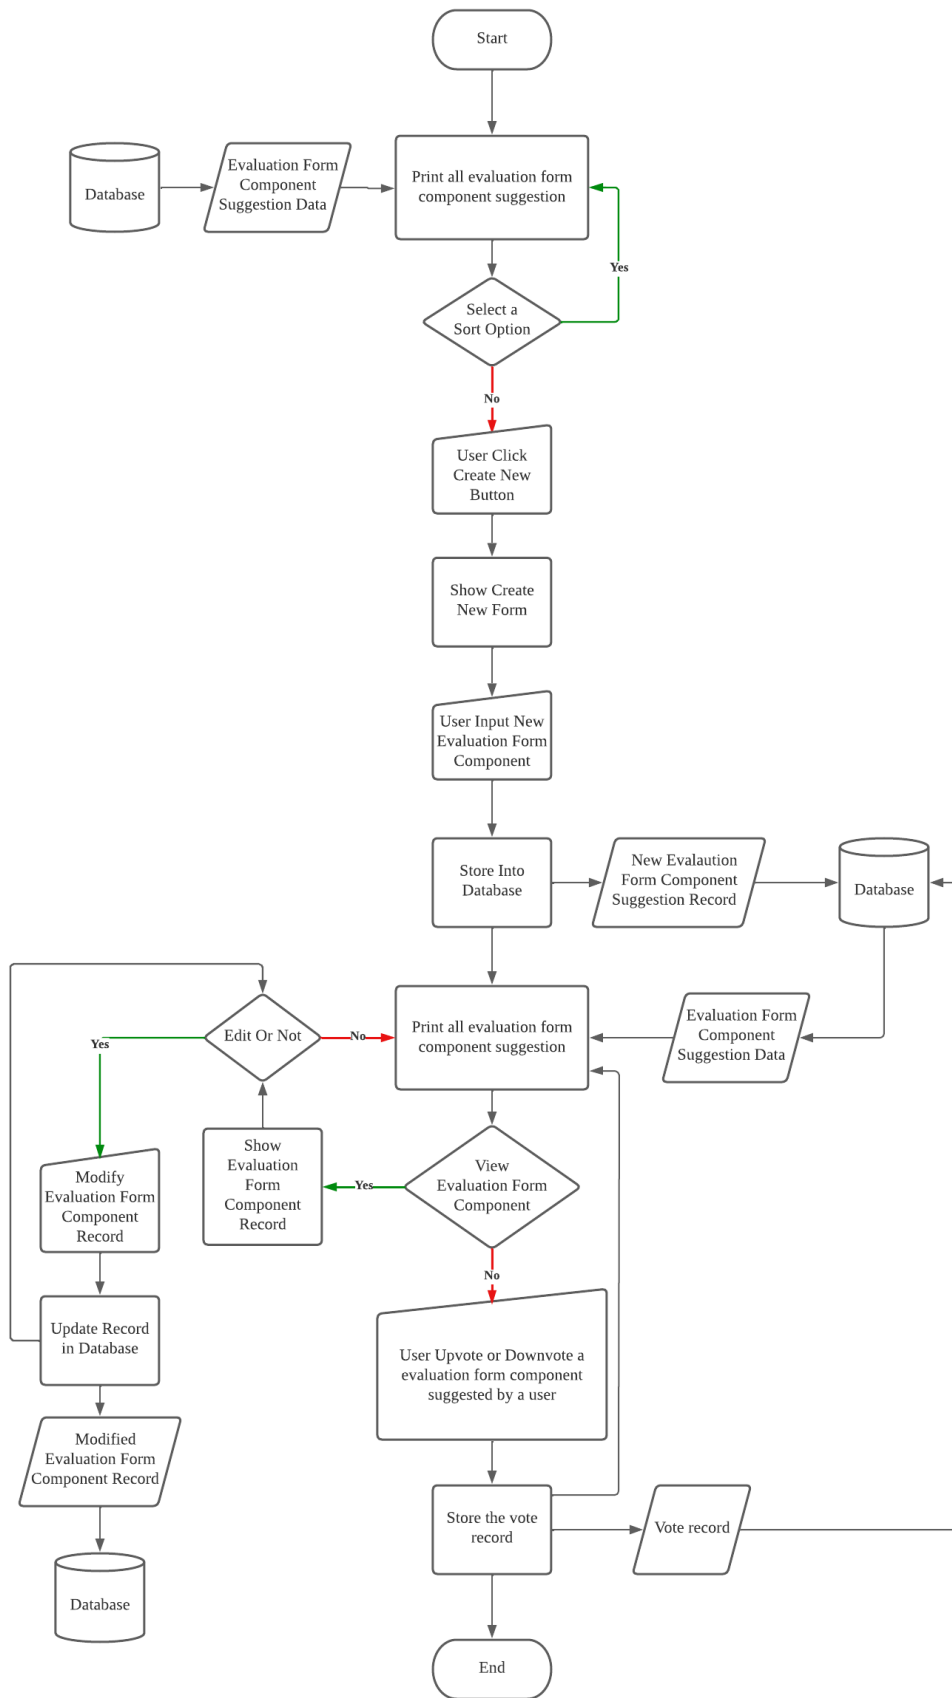 Start
Database
Evaluation Form
Component
Suggestion Data
Print all evaluation form
component suggestion
Yes
Select a
Sort Option
No
User Click
Create New
Button
Show Create
New Form
User Input New
Evaluation Form
Component
Store Into
Database
New Evalaution
Form Component
Suggestion Record
Database
Edit Or Not
No
Yes
Print all evaluation form
component suggestion
Evaluation Form
Component
Suggestion Data
Show
Evaluation
Form
Component
Record
Yes
View
Evaluation Form
Component
No
Modify
Evaluation Form
Component
Record
Update Record
in Database
User Upvote or Downvote a
evaluation form component
suggested by a user
Modified
Evaluation Form
Component Record
Store the vote
record
Vote record
Database
End